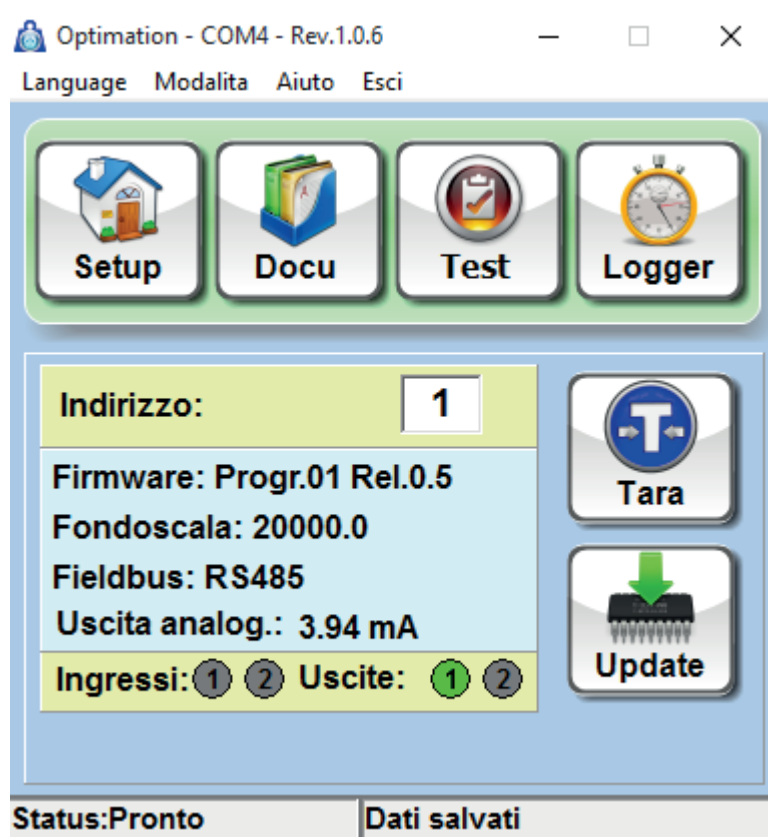 Optimation - COM4 - Rev.1.0.6
Language Modalita Aiuto Esci
Setup Docu Test Logger
Indirizzo: 1
Firmware: Progr.01 Rel.0.5
Fondoscala: 20000.0
Fieldbus: RS485
Uscita analog.: 3.94 mA
Ingressi: 1 2 Uscite: 1 2
T
Tara
Update
Status:Pronto Dati salvati